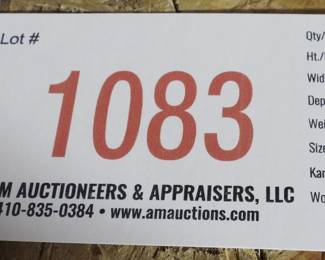 Lot #
1083
M AUCTIONEERS & APPRAISERS, LLC
410-835-0384 • www.amauctions.com
Qty/
Ht./
Wid
Dep
Wei
Size
Kar
Wo